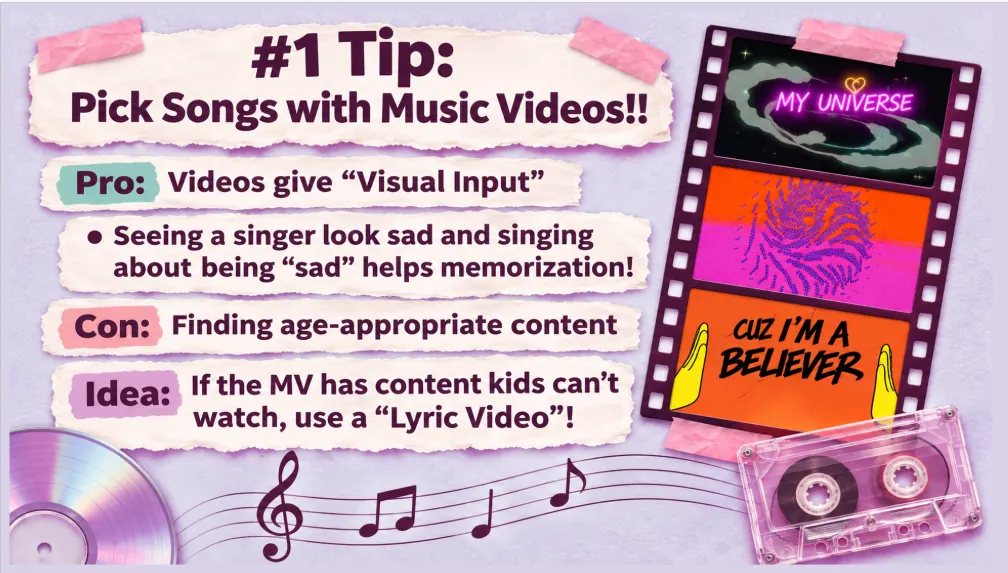 #1 Tip:
Pick Songs with Music Videos!!
Pro: Videos give “Visual Input”
• Seeing a singer look sad and singing
about being “sad” helps memorization!
Con: Finding age-appropriate content
Idea: If the MV has content kids can’t
watch, use a “Lyric Video”!
MY UNIVERSE
CUZ I’M A
BELIEVER